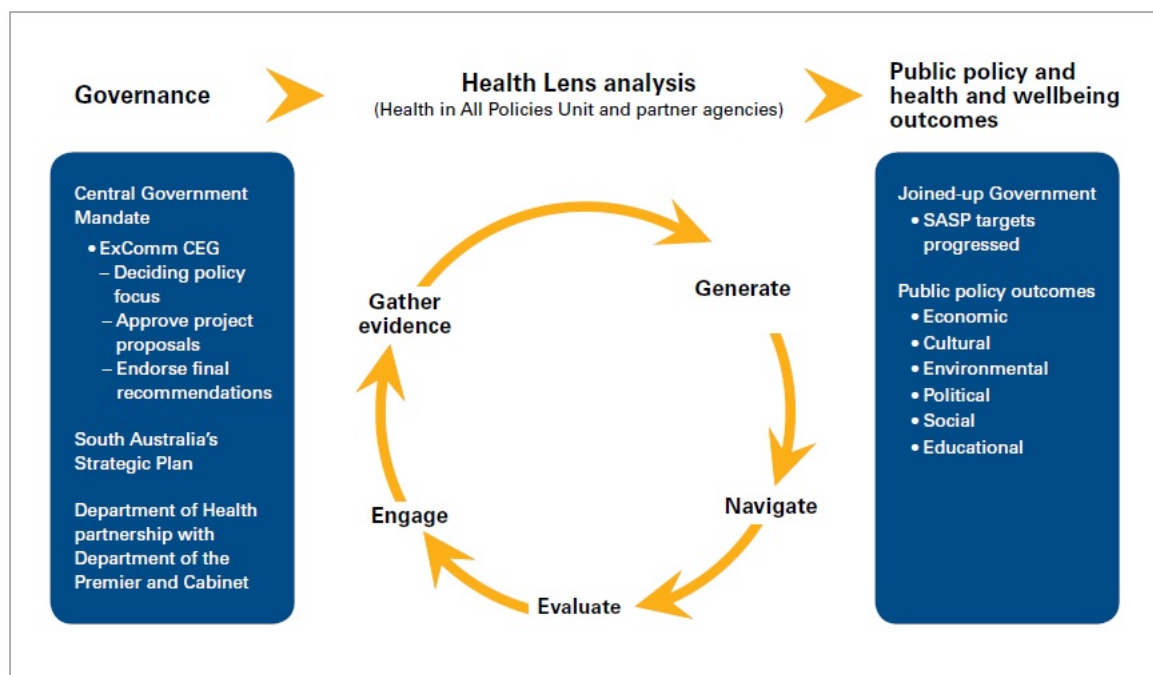 Governance
Health Lens analysis
(Health in All Policies Unit and partner agencies)
Public policy and
health and wellbeing
outcomes
Central Government
Mandate
• ExComm CEG
– Deciding policy
focus
– Approve project
proposals
– Endorse final
recommendations
South Australia's
Strategic Plan
Department of Health
partnership with
Department of the
Premier and Cabinet
Gather
evidence
Generate
Navigate
Evaluate
Engage
Joined-up Government
• SASP targets
progressed
Public policy outcomes
• Economic
• Cultural
• Environmental
• Political
• Social
• Educational